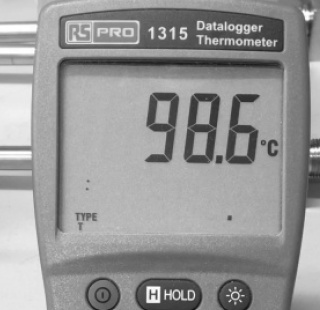 RS PRO 1315 Datalogger
Thermometer
98.6 °C
:
TYPE
T
H HOLD